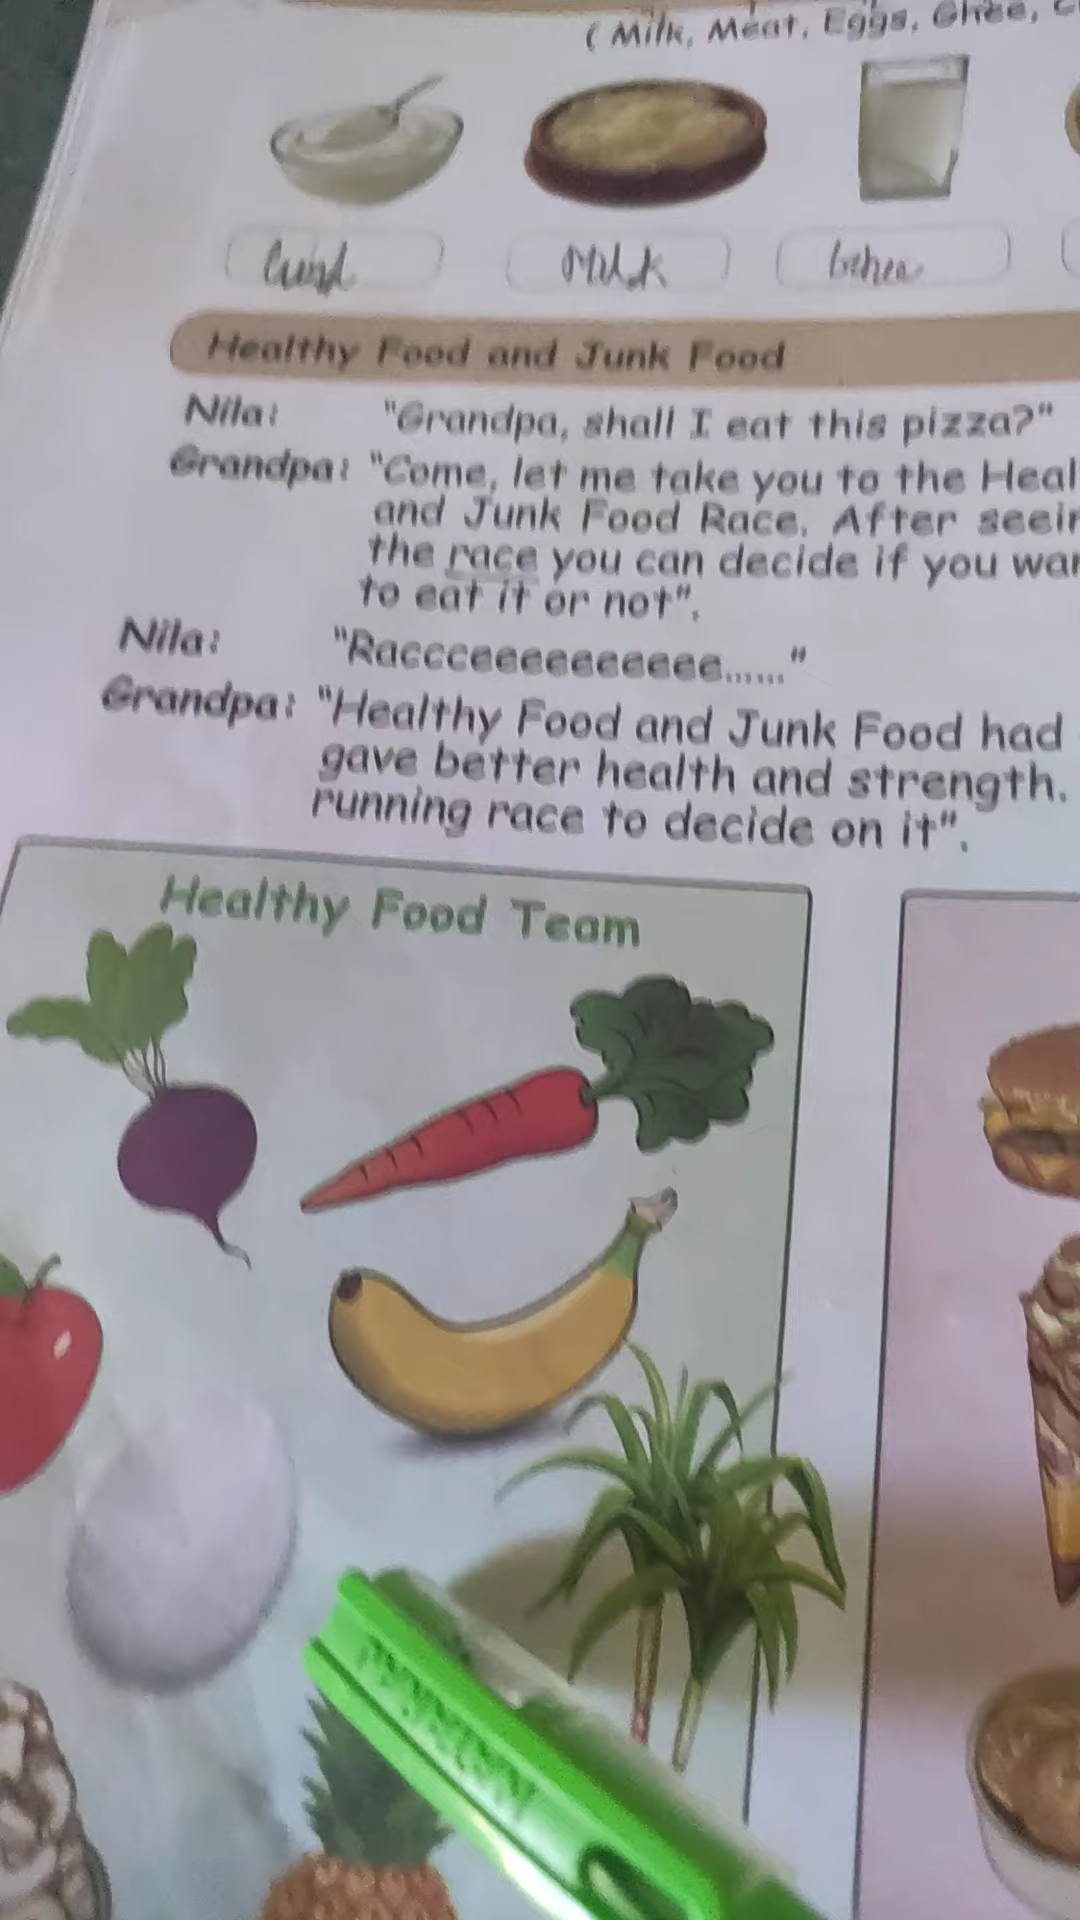 ( Milk, Meat, Eggs, Ghee,
Curd Milk Ghee
Healthy Food and Junk Food
Nila: "Grandpa, shall I eat this pizza?"
Grandpa: "Come, let me take you to the Heal
and Junk Food Race. After seein
the race you can decide if you wan
to eat it or not".
Nila: "Raccceeeeeeeeeee......"
Grandpa: "Healthy Food and Junk Food had
gave better health and strength.
running race to decide on it".
Healthy Food Team